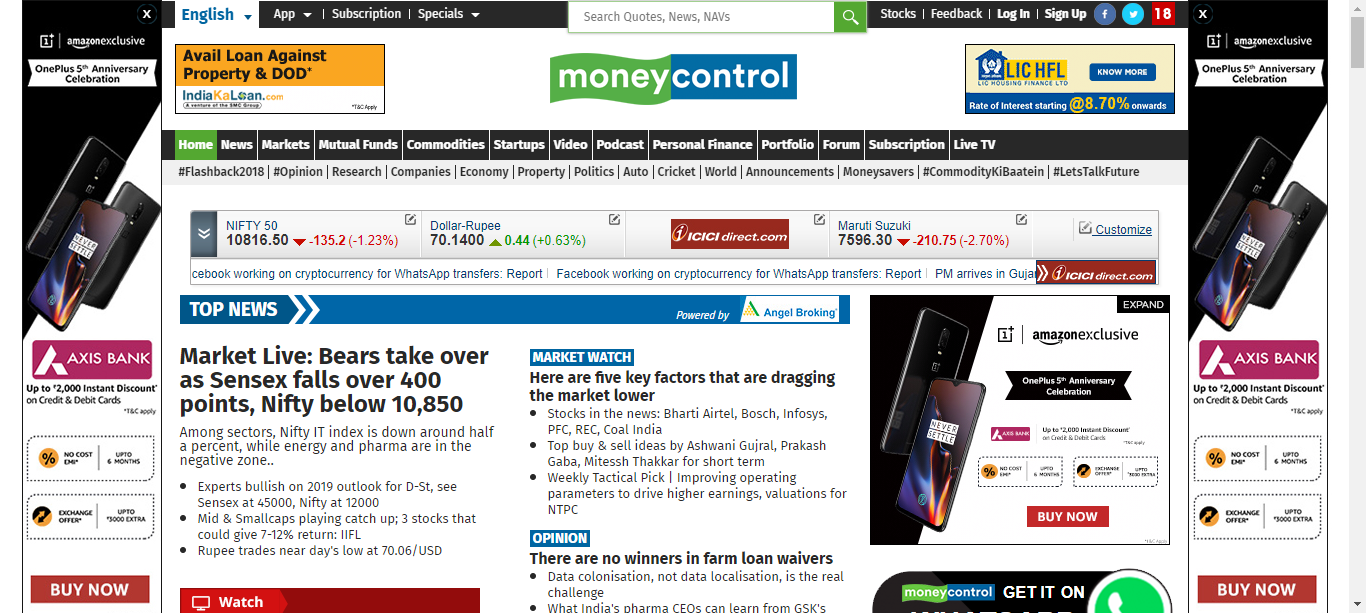 English
App
Subscription
Specials
Search Quotes, News, NAVs
Stocks
Feedback
Log In
Sign Up
18
X
amazonexclusive
OnePlus 5th Anniversary
Celebration
NEVER
SETTLE
AXIS BANK
Up to ₹2,000 Instant Discount*
on Credit & Debit Cards
*T&C apply
NO COST
EMI*
UPTO
6 MONTHS
EXCHANGE
OFFER*
UPTO
₹3000 EXTRA
BUY NOW
Avail Loan Against
Property & DOD*
IndiaKaLoan.com
A venture of the SMC Group
*T&C Apply
moneycontrol
LIC HFL
LIC HOUSING FINANCE LTD
KNOW MORE
Rate of Interest starting @8.70% onwards
Home News Markets Mutual Funds Commodities Startups Video Podcast Personal Finance Portfolio Forum Subscription Live TV
#Flashback2018 | #Opinion | Research | Companies | Economy | Property | Politics | Auto | Cricket | World | Announcements | Moneysavers | #CommodityKiBaatein | #LetsTalkFuture
NIFTY 50
10816.50 -135.2 (-1.23%)
Dollar-Rupee
70.1400 0.44 (+0.63%)
ICICI direct.com
Maruti Suzuki
7596.30 -210.75 (-2.70%)
Customize
cebook working on cryptocurrency for WhatsApp transfers: Report | Facebook working on cryptocurrency for WhatsApp transfers: Report | PM arrives in Gujar
ICICI direct.com
TOP NEWS
Powered by
Angel Broking
Market Live: Bears take over
as Sensex falls over 400
points, Nifty below 10,850
Among sectors, Nifty IT index is down around half
a percent, while energy and pharma are in the
negative zone..
Experts bullish on 2019 outlook for D-St, see
Sensex at 45000, Nifty at 12000
Mid & Smallcaps playing catch up; 3 stocks that
could give 7-12% return: IIFL
Rupee trades near day's low at 70.06/USD
Watch
MARKET WATCH
Here are five key factors that are dragging
the market lower
Stocks in the news: Bharti Airtel, Bosch, Infosys,
PFC, REC, Coal India
Top buy & sell ideas by Ashwani Gujral, Prakash
Gaba, Mitessh Thakkar for short term
Weekly Tactical Pick | Improving operating
parameters to drive higher earnings, valuations for
NTPC
OPINION
There are no winners in farm loan waivers
Data colonisation, not data localisation, is the real
challenge
What India's pharma CEOs can learn from GSK's
EXPAND
amazonexclusive
OnePlus 5th Anniversary
Celebration
NEVER
SETTLE
AXIS BANK
Up to ₹2,000 Instant Discount*
on Credit & Debit Cards
*T&C apply
NO COST
EMI*
UPTO
6 MONTHS
EXCHANGE
OFFER*
UPTO
₹3000 EXTRA
BUY NOW
*T&C Apply
moneycontrol
GET IT ON
X
amazonexclusive
OnePlus 5th Anniversary
Celebration
NEVER
SETTLE
AXIS BANK
Up to ₹2,000 Instant Discount*
on Credit & Debit Cards
*T&C apply
NO COST
EMI*
UPTO
6 MONTHS
EXCHANGE
OFFER*
UPTO
₹3000 EXTRA
BUY NOW